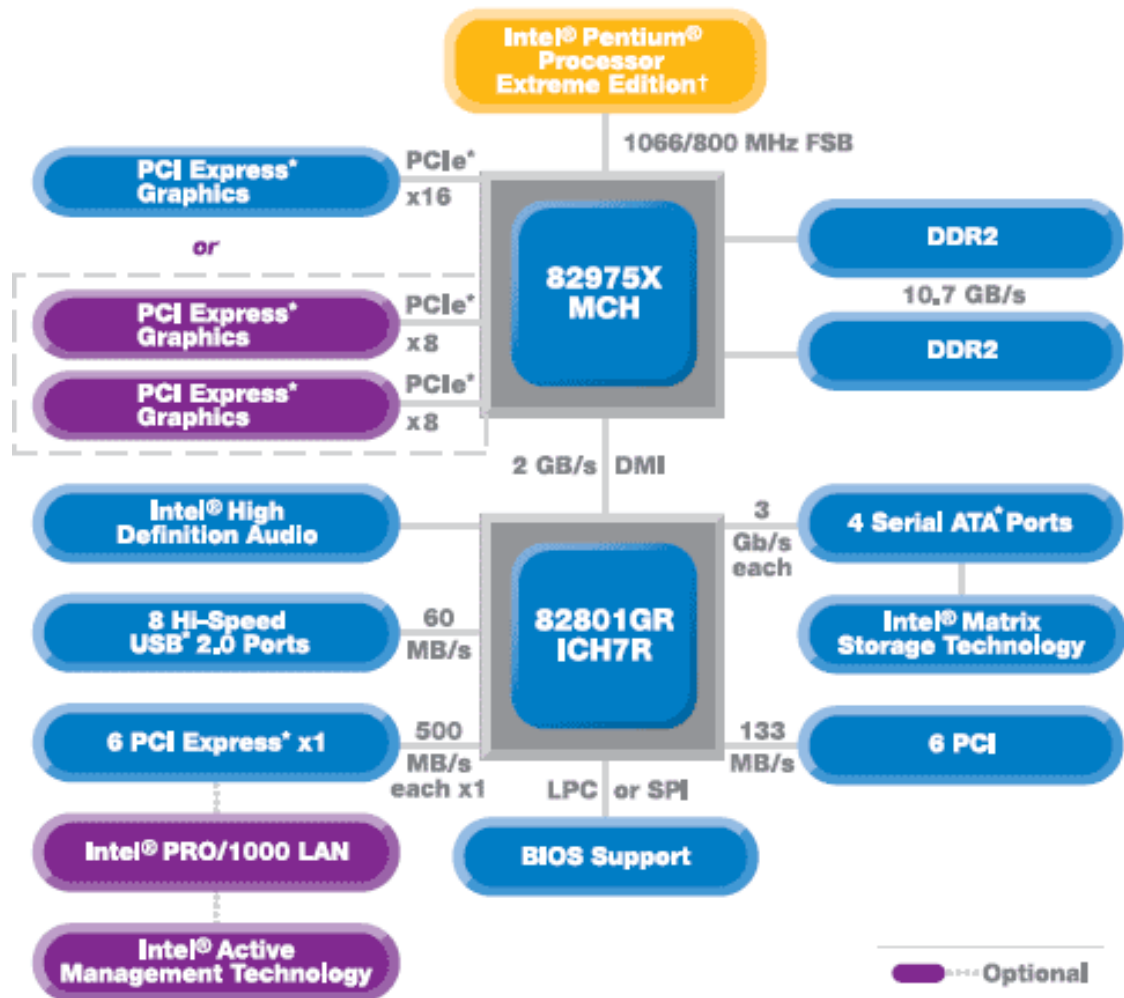 Intel® Pentium®
Processor
Extreme Edition†
1066/800 MHz FSB
PCI Express*
Graphics
PCIe*
x16
or
PCI Express*
Graphics
PCIe*
x8
PCI Express*
Graphics
PCIe*
x8
82975X
MCH
DDR2
10.7 GB/s
DDR2
2 GB/s DMI
Intel® High
Definition Audio
8 Hi-Speed
USB* 2.0 Ports
60
MB/s
6 PCI Express* x1
500
MB/s
each x1
82801GR
ICH7R
3
Gb/s
each
4 Serial ATA* Ports
Intel® Matrix
Storage Technology
133
MB/s
6 PCI
LPC or SPI
BIOS Support
Intel® PRO/1000 LAN
Intel® Active
Management Technology
Optional